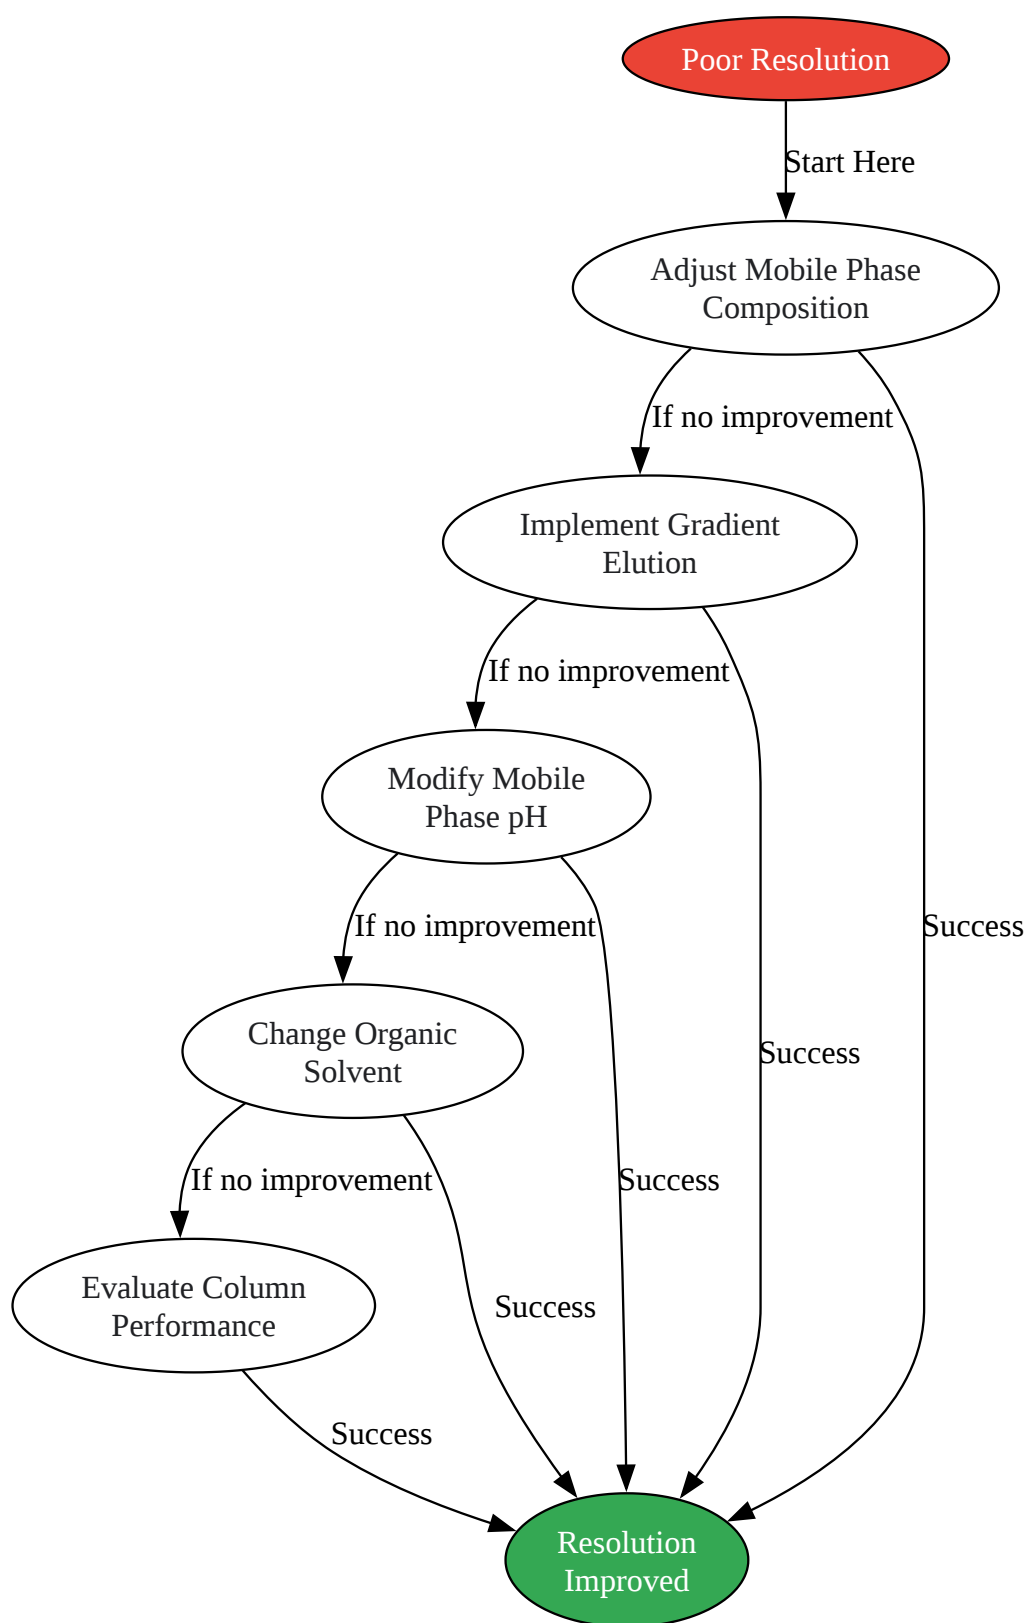 Poor Resolution
Start Here
Adjust Mobile Phase
Composition
If no improvement
Implement Gradient
Elution
If no improvement
Modify Mobile
Phase pH
If no improvement
Success
Change Organic
Solvent
Success
If no improvement
Success
Evaluate Column
Performance
Success
Success
Resolution
Improved